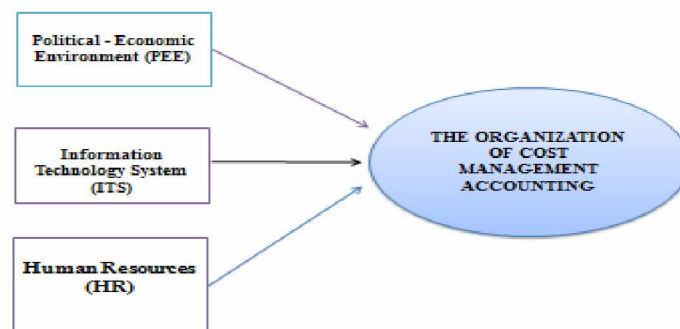 Political - Economic
Environment (PEE)
Information
Technology System
(ITS)
Human Resources
(HR)
THE ORGANIZATION
OF COST
MANAGEMENT
ACCOUNTING